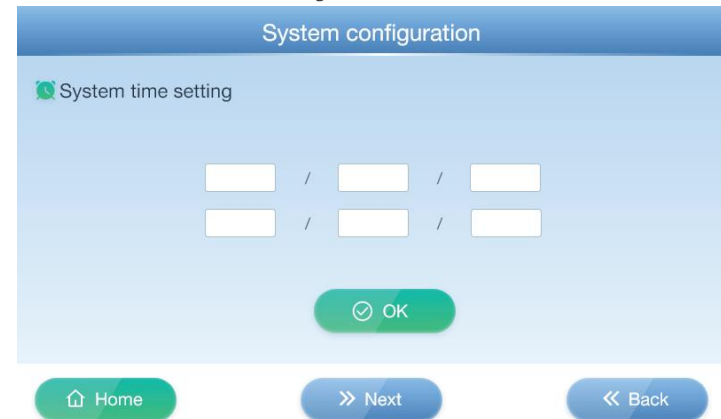 System configuration
System time setting
/ /
/ /
OK
Home Next Back